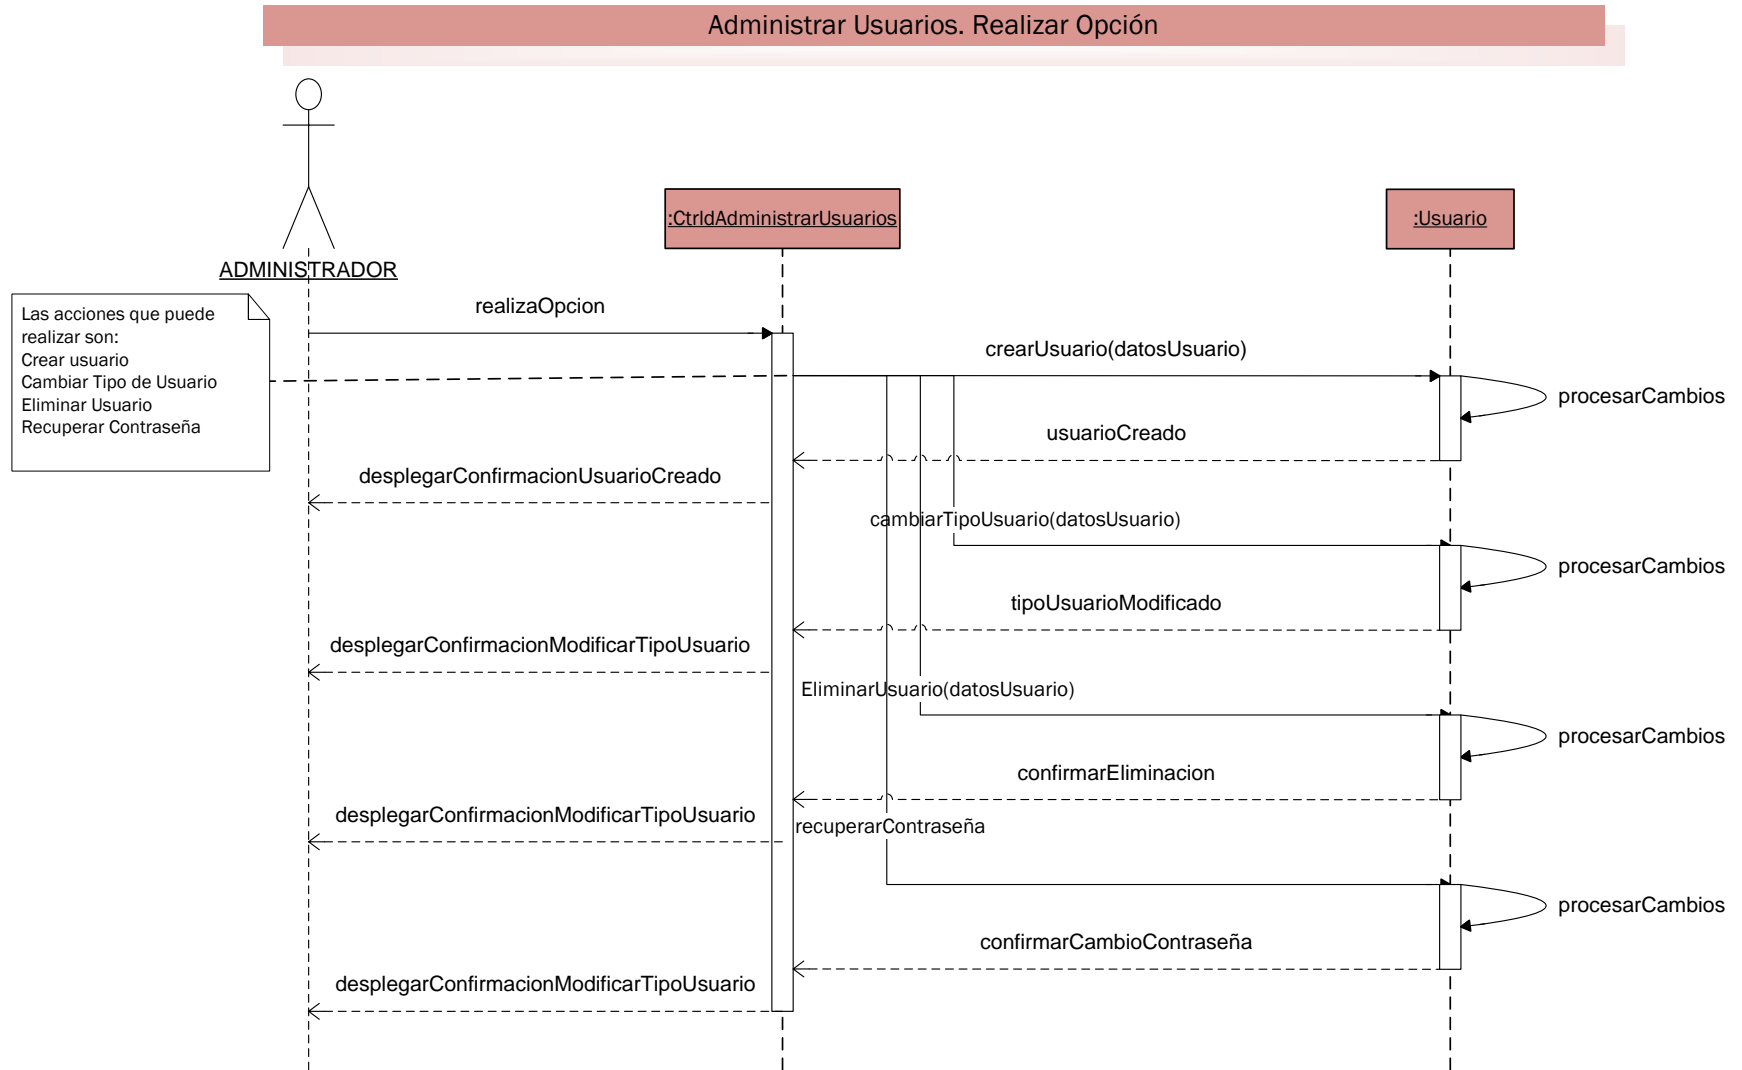 Administrar Usuarios. Realizar Opción
:CtrldAdministrarUsuarios
:Usuario
ADMINISTRADOR
Las acciones que puede
realizar son:
Crear usuario
Cambiar Tipo de Usuario
Eliminar Usuario
Recuperar Contraseña
realizaOpcion
crearUsuario(datosUsuario)
procesarCambios
usuarioCreado
desplegarConfirmacionUsuarioCreado
cambiarTipoUsuario(datosUsuario)
procesarCambios
tipoUsuarioModificado
desplegarConfirmacionModificarTipoUsuario
EliminarUsuario(datosUsuario)
procesarCambios
confirmarEliminacion
desplegarConfirmacionModificarTipoUsuario
recuperarContraseña
procesarCambios
confirmarCambioContraseña
desplegarConfirmacionModificarTipoUsuario